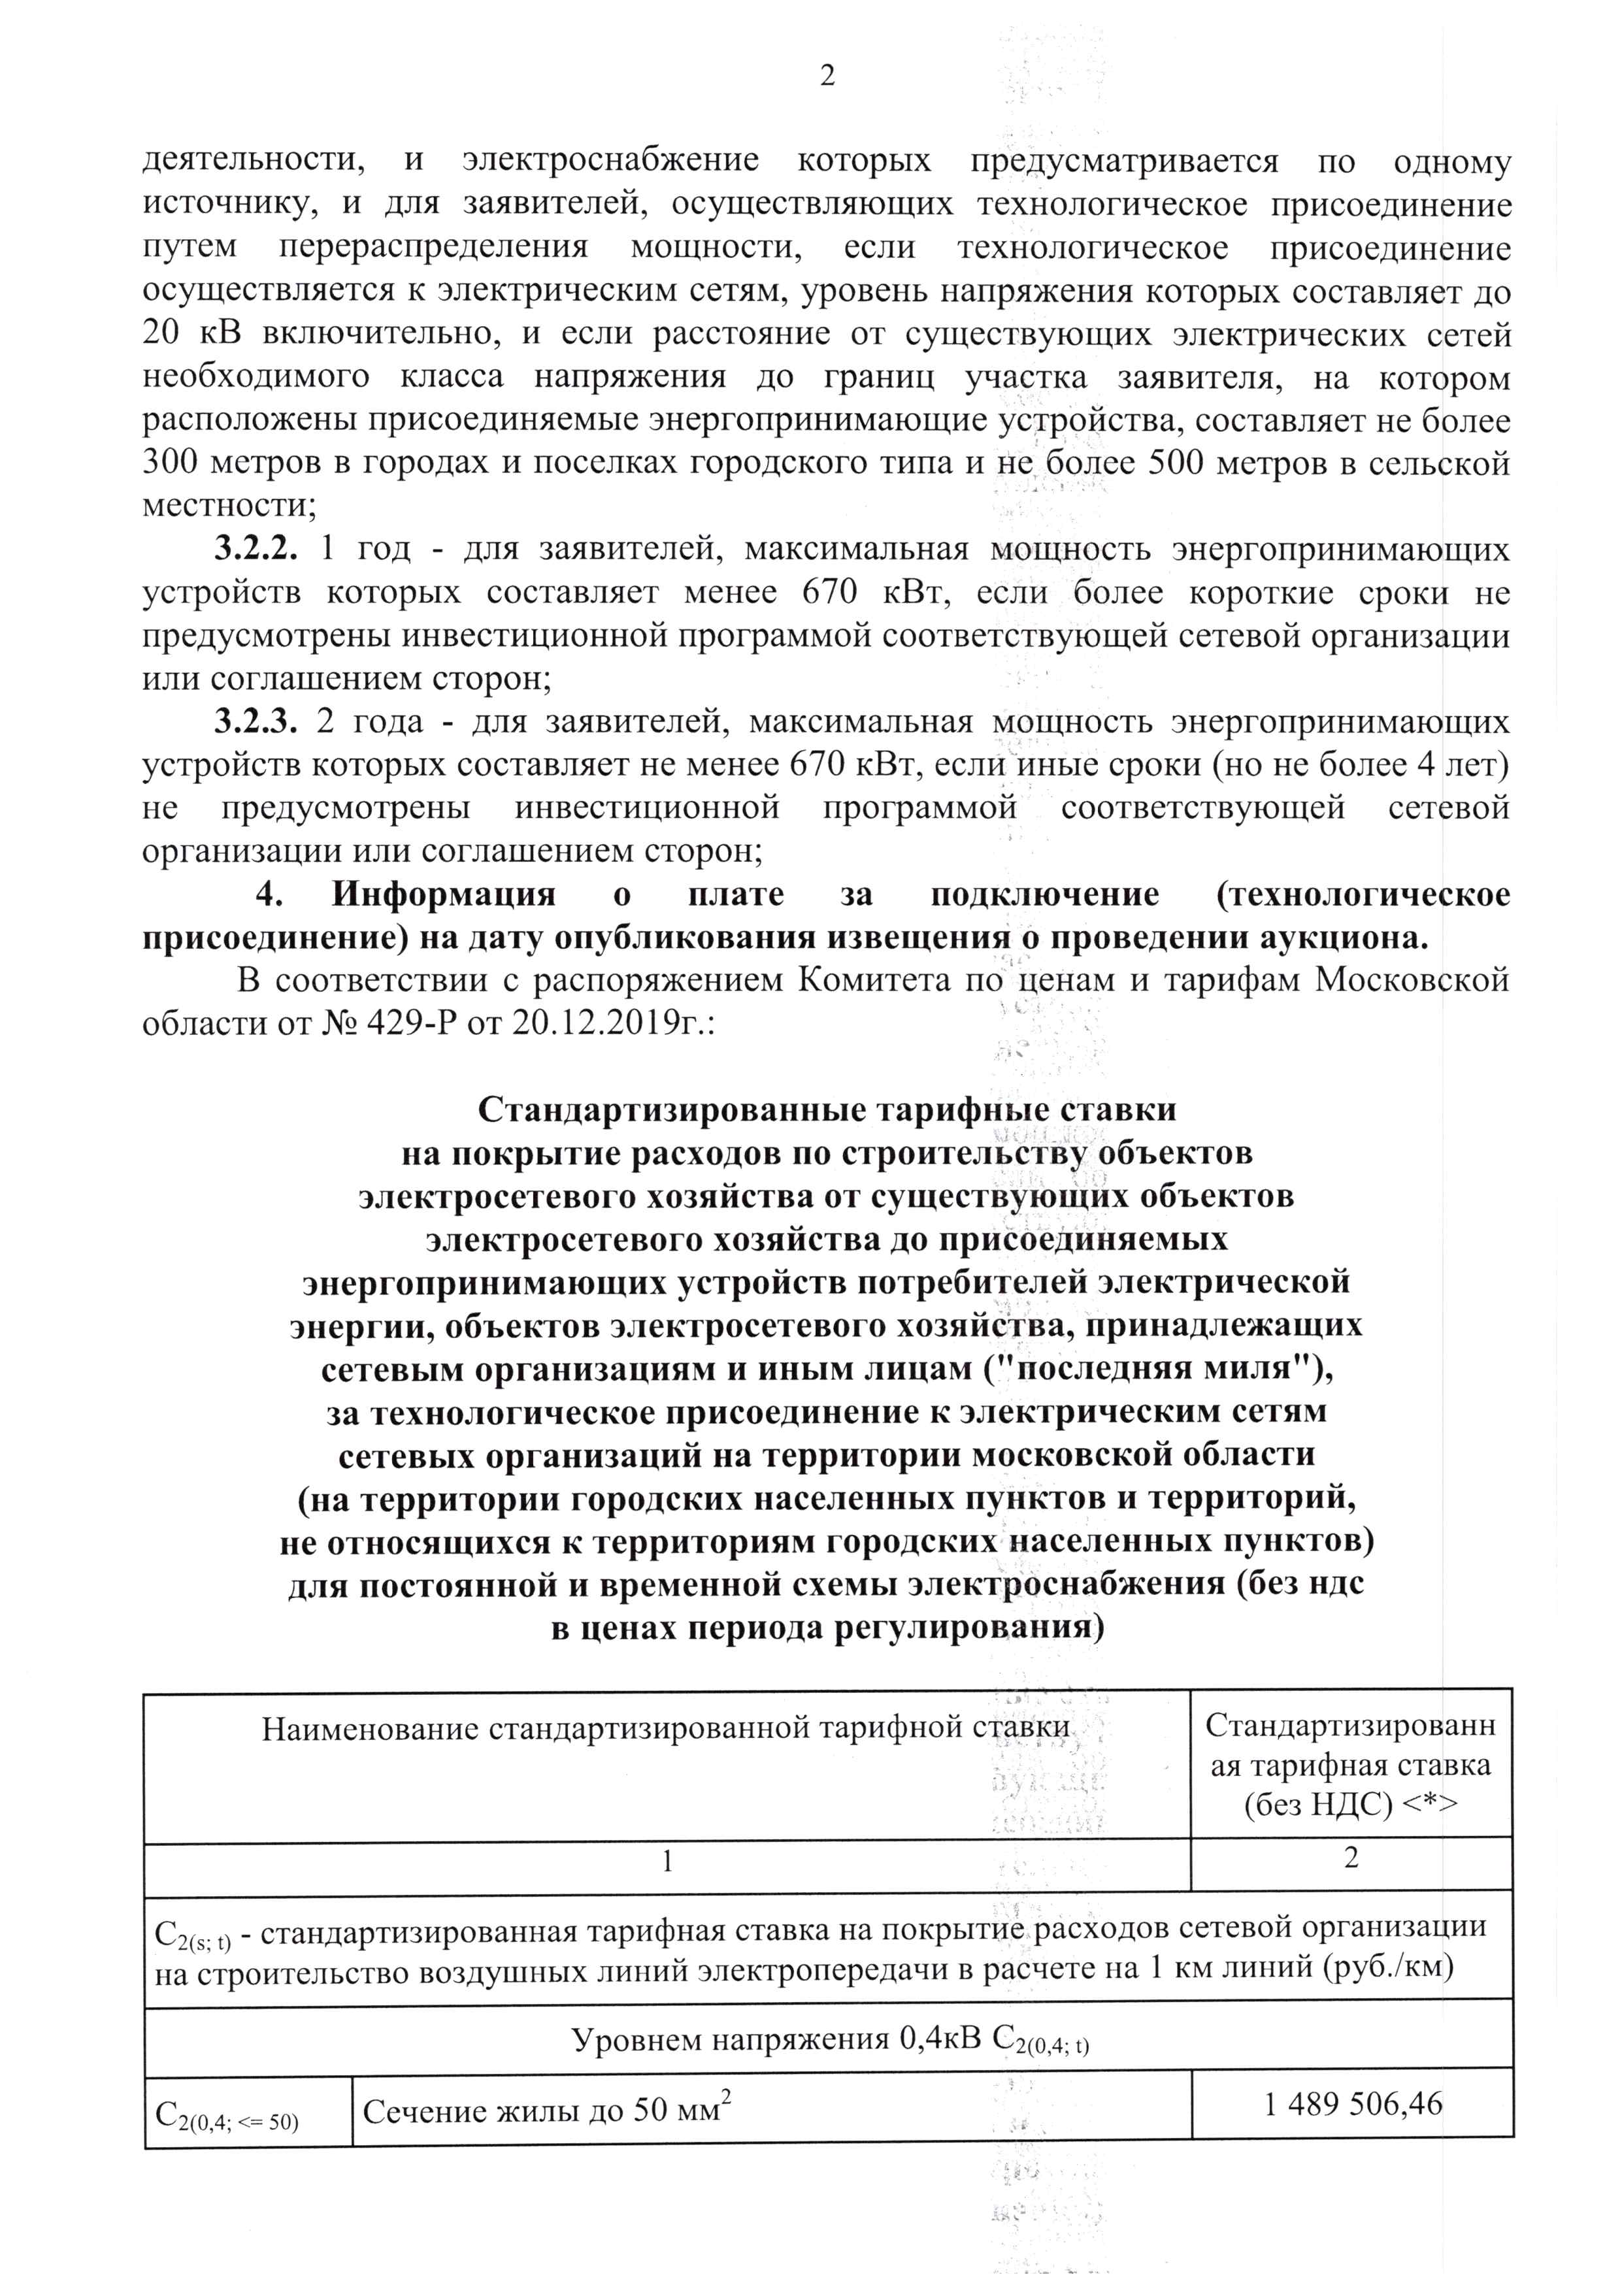 2
деятельности, и электроснабжение которых предусматривается по одному
источнику, и для заявителей, осуществляющих технологическое присоединение
путем перераспределения мощности, если технологическое присоединение
осуществляется к электрическим сетям, уровень напряжения которых составляет до
20 кВ включительно, и если расстояние от существующих электрических сетей
необходимого класса напряжения до границ участка заявителя, на котором
расположены присоединяемые энергопринимающие устройства, составляет не более
300 метров в городах и поселках городского типа и не более 500 метров в сельской
местности;
3.2.2. 1 год - для заявителей, максимальная мощность энергопринимающих
устройств которых составляет менее 670 кВт, если более короткие сроки не
предусмотрены инвестиционной программой соответствующей сетевой организации
или соглашением сторон;
3.2.3. 2 года - для заявителей, максимальная мощность энергопринимающих
устройств которых составляет не менее 670 кВт, если иные сроки (но не более 4 лет)
не предусмотрены инвестиционной программой соответствующей сетевой
организации или соглашением сторон;
4. Информация о плате за подключение (технологическое
присоединение) на дату опубликования извещения о проведении аукциона.
В соответствии с распоряжением Комитета по ценам и тарифам Московской
области от № 429-Р от 20.12.2019г.:
Стандартизированные тарифные ставки
на покрытие расходов по строительству объектов
электросетевого хозяйства от существующих объектов
электросетевого хозяйства до присоединяемых
энергопринимающих устройств потребителей электрической
энергии, объектов электросетевого хозяйства, принадлежащих
сетевым организациям и иным лицам ("последняя миля"),
за технологическое присоединение к электрическим сетям
сетевых организаций на территории московской области
(на территории городских населенных пунктов и территорий,
не относящихся к территориям городских населенных пунктов)
для постоянной и временной схемы электроснабжения (без ндс
в ценах периода регулирования)
Наименование стандартизированной тарифной ставки
Стандартизированн
ая тарифная ставка
(без НДС) <*>
1 2
C2(s; t) - стандартизированная тарифная ставка на покрытие расходов сетевой организации
на строительство воздушных линий электропередачи в расчете на 1 км линий (руб./км)
Уровнем напряжения 0,4кВ C2(0,4; t)
C2(0,4; <= 50) Сечение жилы до 50 мм² 1 489 506,46